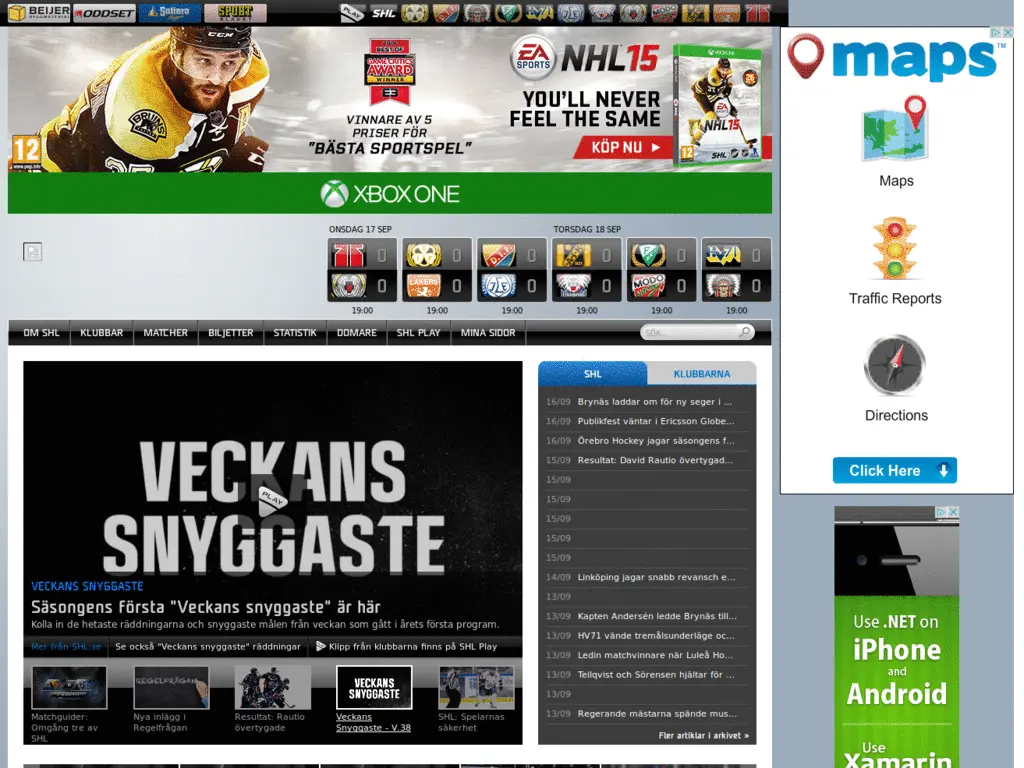 BEIJER
BYGGMATERIAL
ODDSET
Safiero
SPORT
BLADET
PLAY
SHL
EA
SPORTS
NHL 15
YOU'LL NEVER
FEEL THE SAME
KÖP NU
GAME CRITICS
AWARD
WINNER
E3
VINNARE AV 5
PRISER FÖR
"BÄSTA SPORTSPEL"
12
www.pegi.info
BRUINS
XBOX ONE
maps™
Maps
Traffic Reports
Directions
Click Here
ONSDAG 17 SEP
TORSDAG 18 SEP
0 0 0 0 0 0
0 0 0 0 0 0
19:00 19:00 19:00 19:00 19:00 19:00
OM SHL KLUBBAR MATCHER BILJETTER STATISTIK DOMARE SHL PLAY MINA SIDOR
SÖK...
VECKANS
SNYGGASTE
PLAY
VECKANS SNYGGASTE
Säsongens första "Veckans snyggaste" är här
Kolla in de hetaste räddningarna och snyggaste målen från veckan som gått i årets första program.
Mer från SHL.se Se också "Veckans snyggaste" räddningar Klipp från klubbarna finns på SHL Play
REGELFRÅGAN
VECKANS
SNYGGASTE
Matchguider:
Omgång tre av
SHL
Nya inlägg i
Regelfrågan
Resultat: Rautio
övertygade
Veckans
Snyggaste - V.38
SHL: Spelarnas
säkerhet
SHL KLUBBARNA
16/09 Brynäs laddar om för ny seger i ...
16/09 Publikfest väntar i Ericsson Globe...
16/09 Örebro Hockey jagar säsongens f...
15/09 Resultat: David Rautio övertygad...
15/09
15/09
15/09
15/09
15/09
14/09 Linköping jagar snabb revansch e...
13/09
13/09 Kapten Andersén ledde Brynäs till...
13/09 HV71 vände tremålsunderläge oc...
13/09 Ledin matchvinnare när Luleå Ho...
13/09 Tellqvist och Sörensen hjältar för ...
13/09
13/09 Regerande mästarna spände mus...
Fler artiklar i arkivet »
Use .NET on
iPhone
and
Android
Use
Xamarin